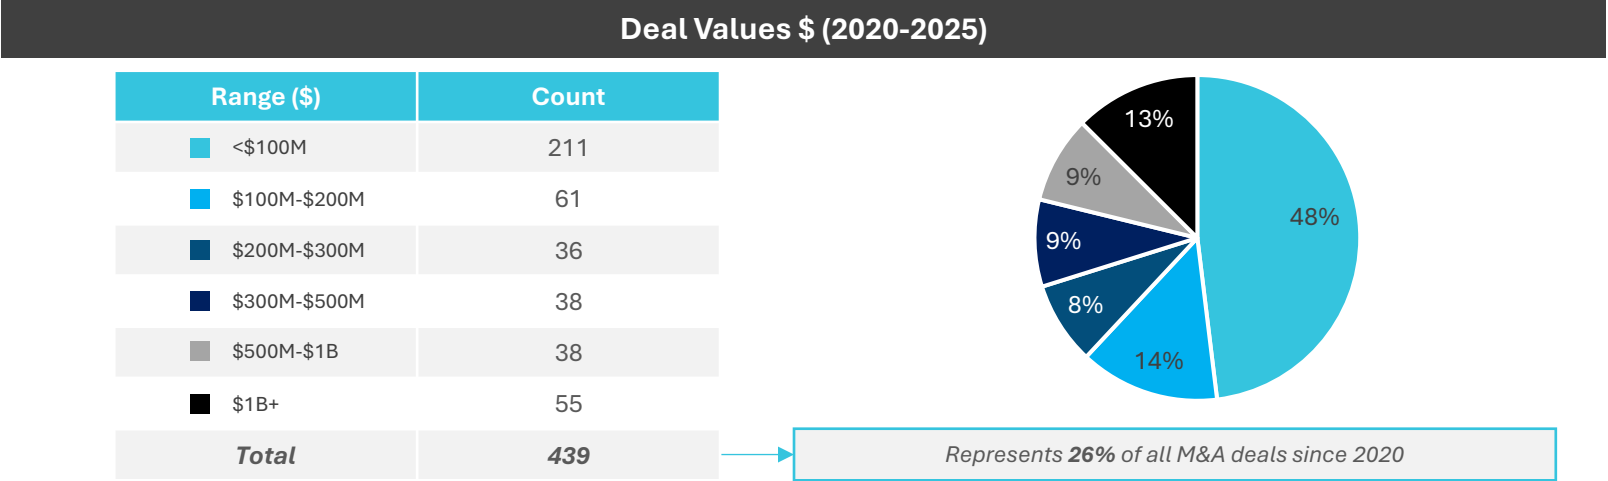 Deal Values $ (2020-2025)
Range ($) Count
<$100M 211
$100M-$200M 61
$200M-$300M 36
$300M-$500M 38
$500M-$1B 38
$1B+ 55
Total 439
13%
48%
9%
9%
8%
14%
Represents 26% of all M&A deals since 2020